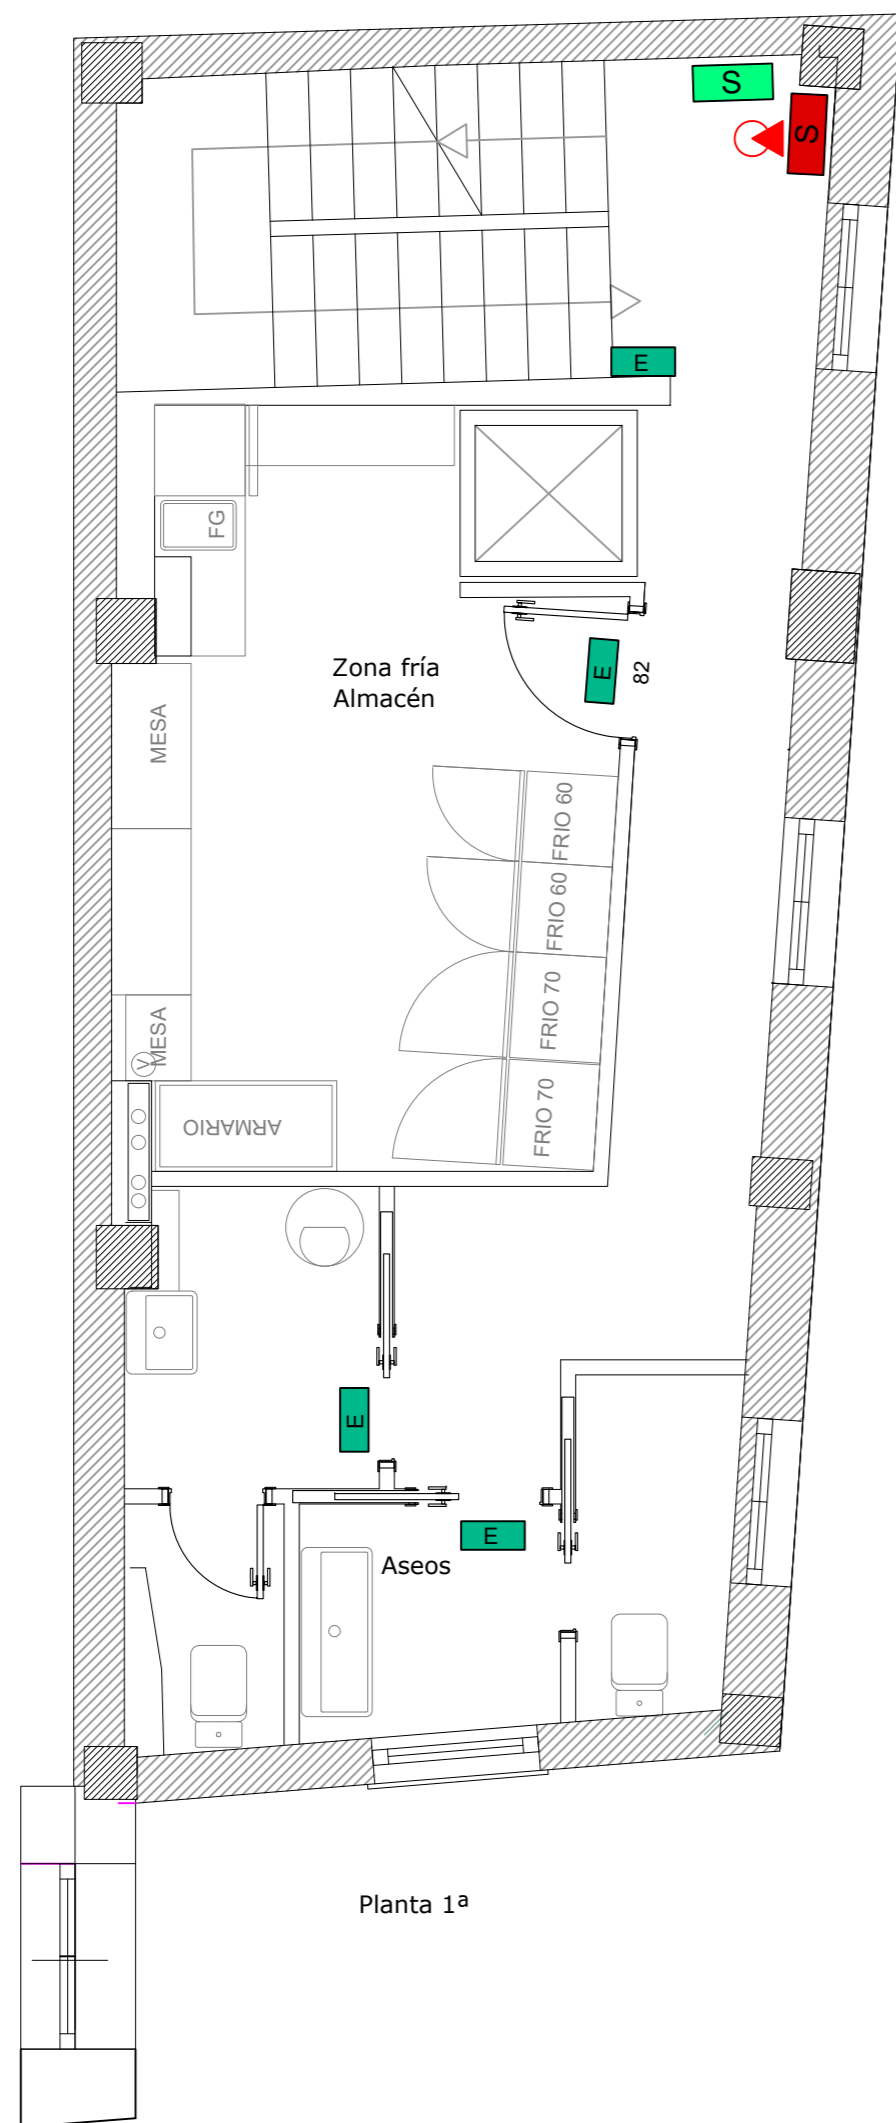 S
S
E
FG
Zona fría
Almacén
E
82
MESA
FRIO 60
FRIO 60
FRIO 70
FRIO 70
MESA
V
ARMARIO
E
E
Aseos
Planta 1ª